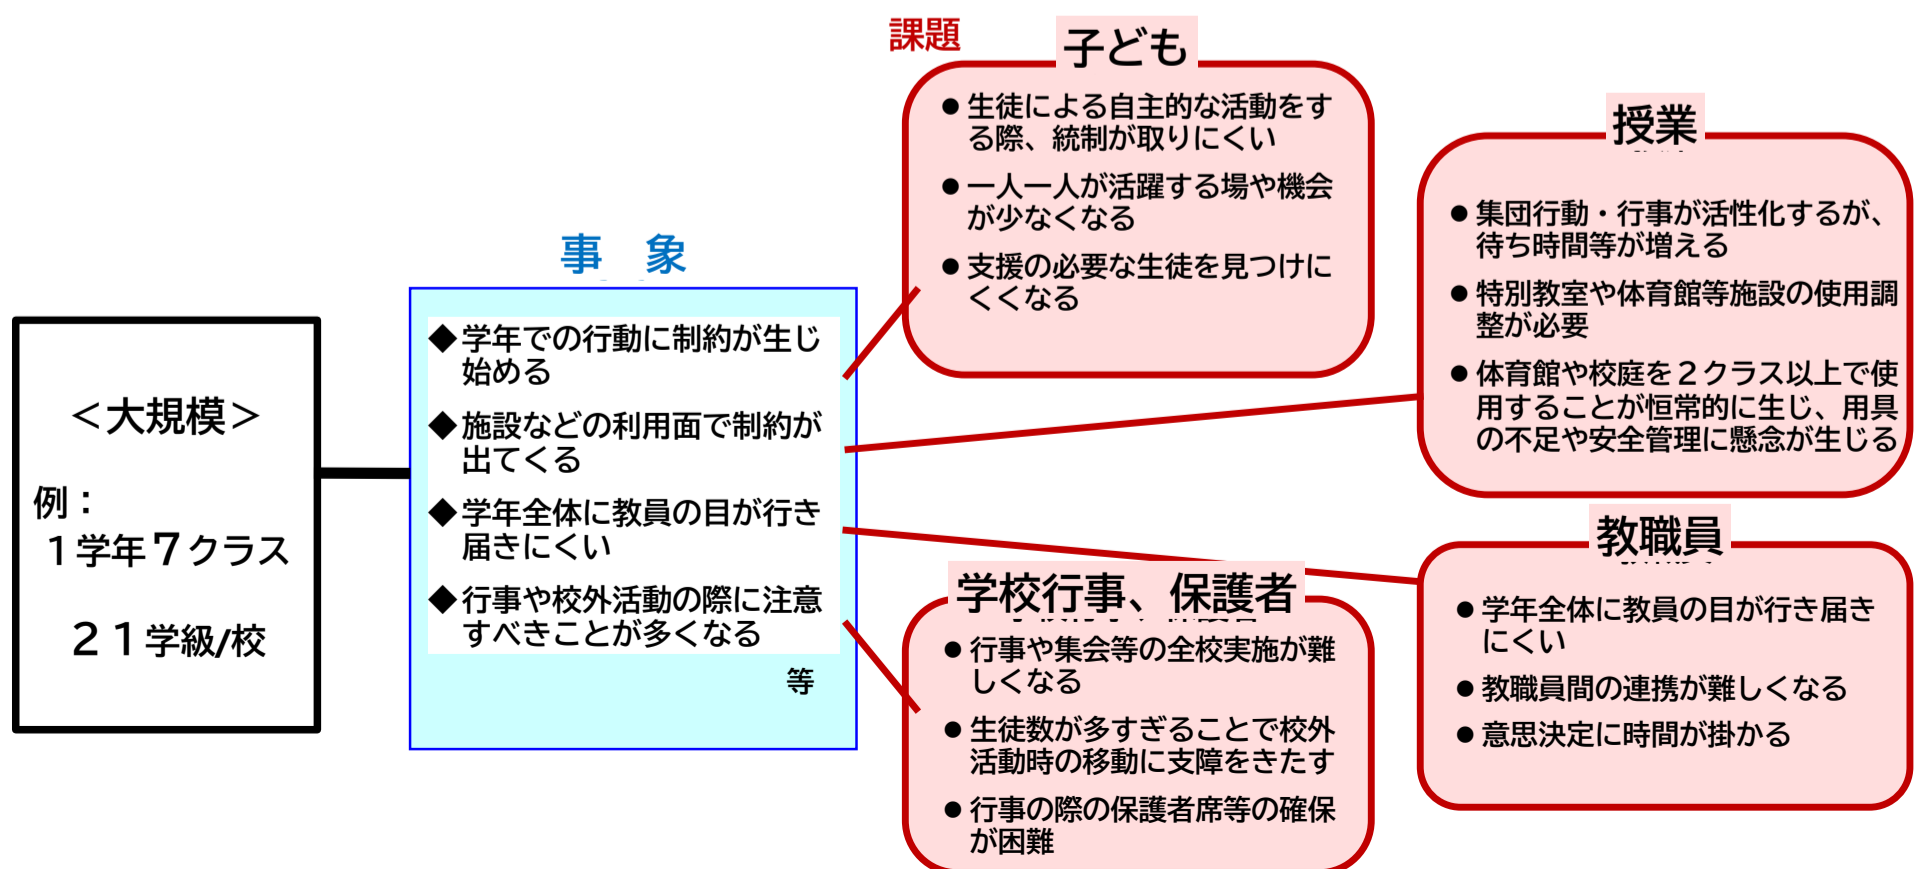 ＜大規模＞
例：
１学年７クラス
２１学級/校
事　象
◆学年での行動に制約が生じ
始める
◆施設などの利用面で制約が
出てくる
◆学年全体に教員の目が行き
届きにくい
◆行事や校外活動の際に注意
すべきことが多くなる
等
課題
子ども
●生徒による自主的な活動をす
る際、統制が取りにくい
●一人一人が活躍する場や機会
が少なくなる
●支援の必要な生徒を見つけに
くくなる
授業
●集団行動・行事が活性化するが、
待ち時間等が増える
●特別教室や体育館等施設の使用調
整が必要
●体育館や校庭を２クラス以上で使
用することが恒常的に生じ、用具
の不足や安全管理に懸念が生じる
学校行事、保護者
●行事や集会等の全校実施が難
しくなる
●生徒数が多すぎることで校外
活動時の移動に支障をきたす
●行事の際の保護者席等の確保
が困難
教職員
●学年全体に教員の目が行き届き
にくい
●教職員間の連携が難しくなる
●意思決定に時間が掛かる